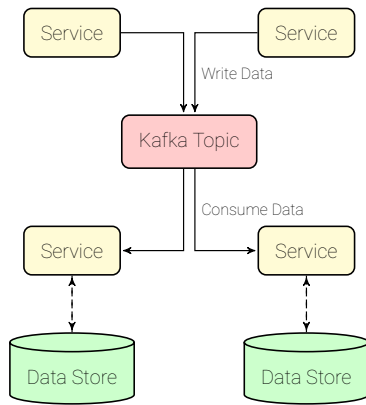 Service
Service
Write Data
Kafka Topic
Consume Data
Service
Service
Data Store
Data Store